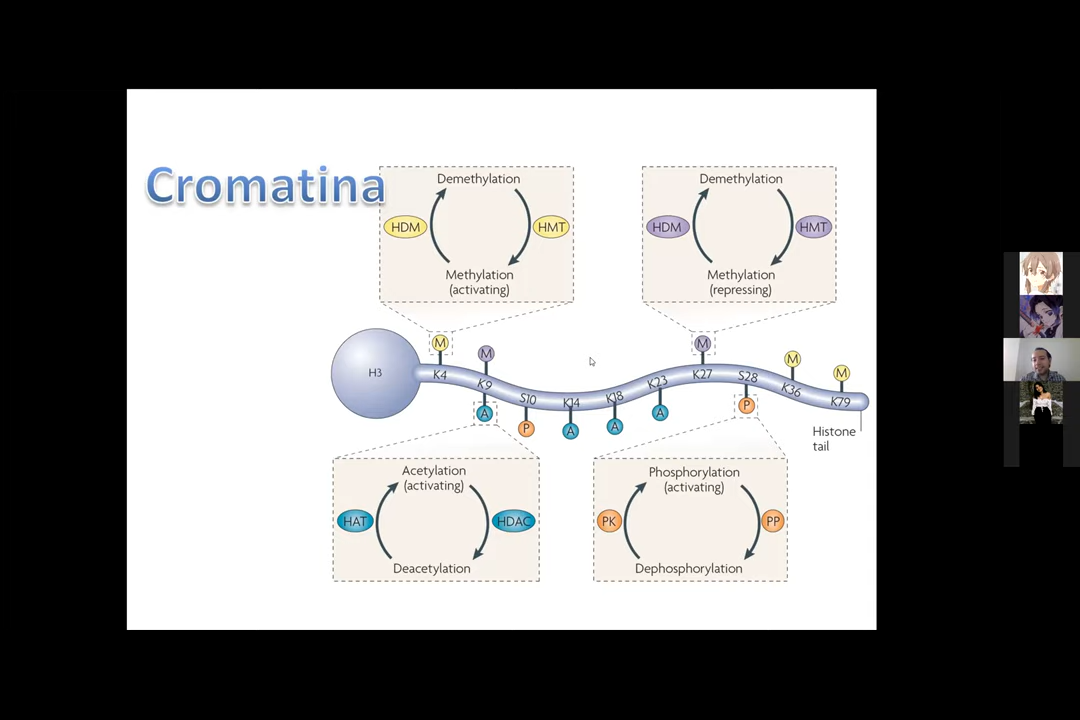 Cromatina
Demethylation
HDM
HMT
Methylation
(activating)
Demethylation
HDM
HMT
Methylation
(repressing)
H3
M
K4
M
K9
A
S10
P
K14
A
K18
A
K23
A
M
K27
S28
P
M
K36
M
K79
Histone
tail
Acetylation
(activating)
HAT
HDAC
Deacetylation
Phosphorylation
(activating)
PK
PP
Dephosphorylation